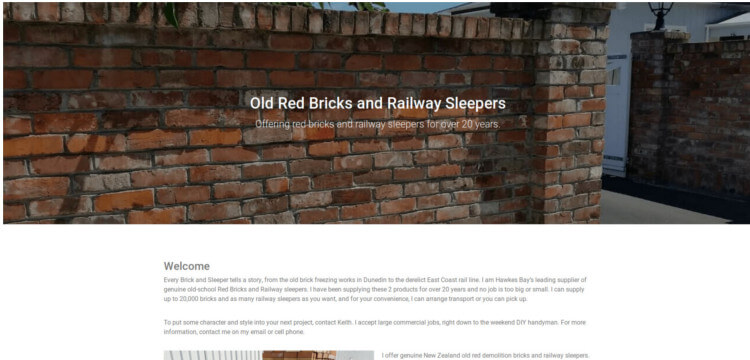 Old Red Bricks and Railway Sleepers
Offering red bricks and railway sleepers for over 20 years.
Welcome
Every Brick and Sleeper tells a story, from the old brick freezing works in Dunedin to the derelict East Coast rail line. I am Hawkes Bay's leading supplier of
genuine old-school Red Bricks and Railway sleepers. I have been supplying these 2 products for over 20 years and no job is too big or small. I can supply
up to 20,000 bricks and as many railway sleepers as you want, and for your convenience, I can arrange transport or you can pick up.
To put some character and style into your next project, contact Keith. I accept large commercial jobs, right down to the weekend DIY handyman. For more
information, contact me on my email or cell phone.
I offer genuine New Zealand old red demolition bricks and railway sleepers.